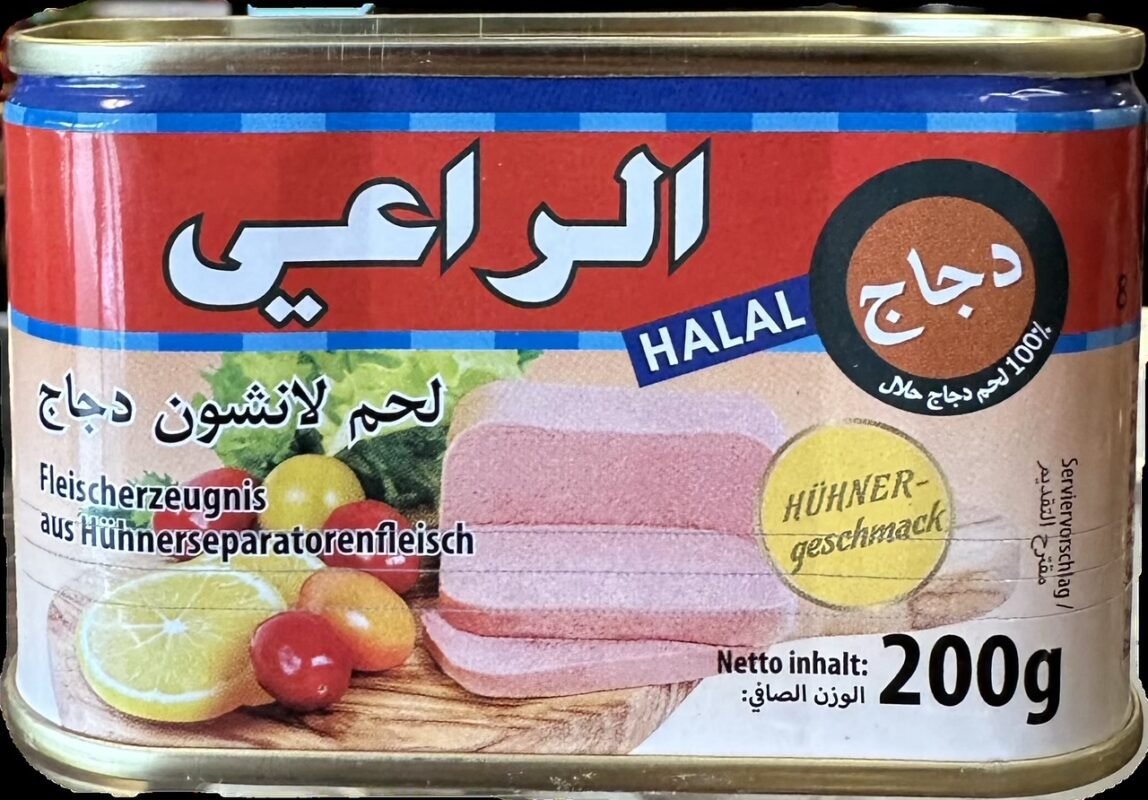 الراعي
HALAL
دجاج
100% لحم دجاج حلال
لحم لانشون دجاج
Fleischerzeugnis
aus Hühnerseparatorenfleisch
HÜHNER-
geschmack
Serviervorschlag /
مقترح التقديم
Netto inhalt:
الوزن الصافي:
200g